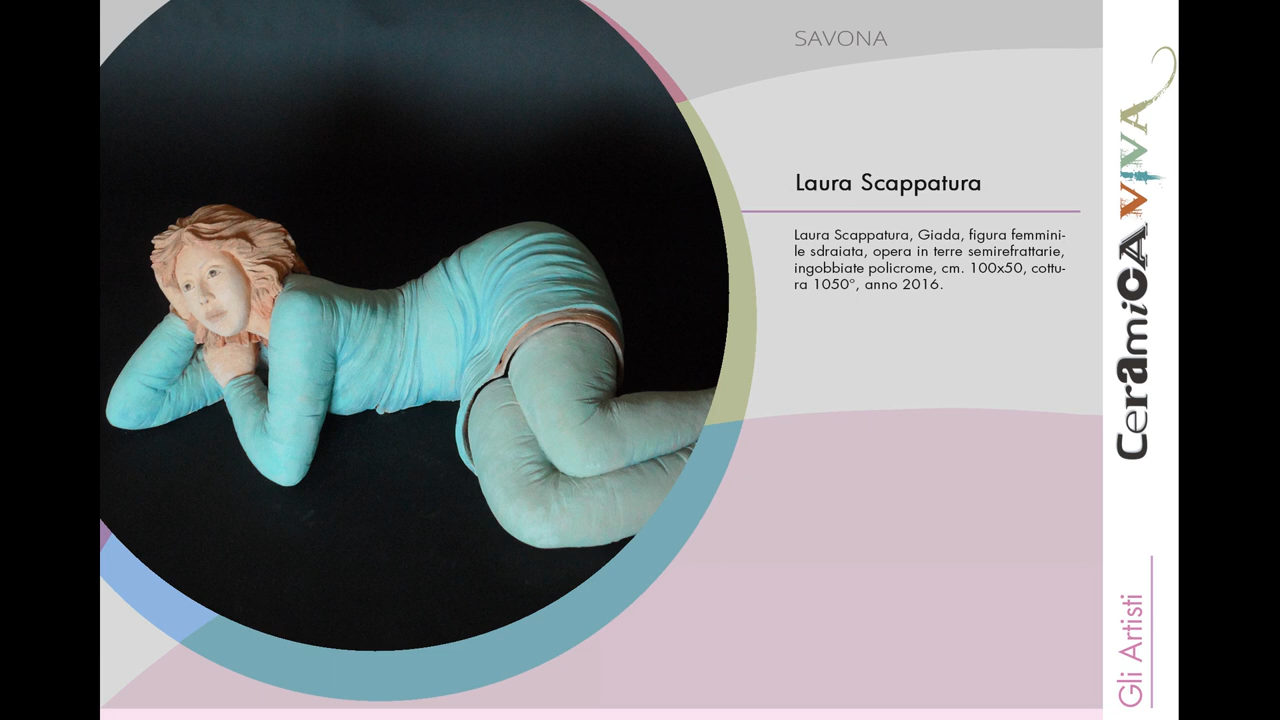 SAVONA
Laura Scappatura
Laura Scappatura, Giada, figura femmini-
le sdraiata, opera in terre semirefrattarie,
ingobbiate policrome, cm. 100x50, cottu-
ra 1050°, anno 2016.
CerAmiCA VIVA
Gli Artisti